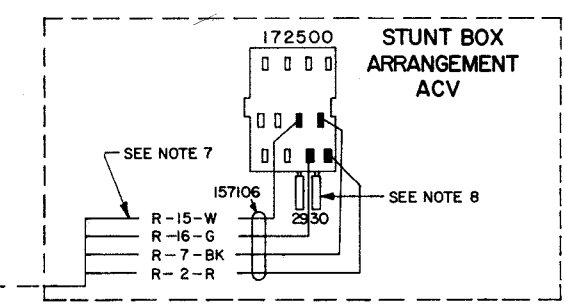 172500
STUNT BOX
ARRANGEMENT
ACV
SEE NOTE 7
157106
2930
SEE NOTE 8
R-15-W
R-16-G
R-7-BK
R-2-R